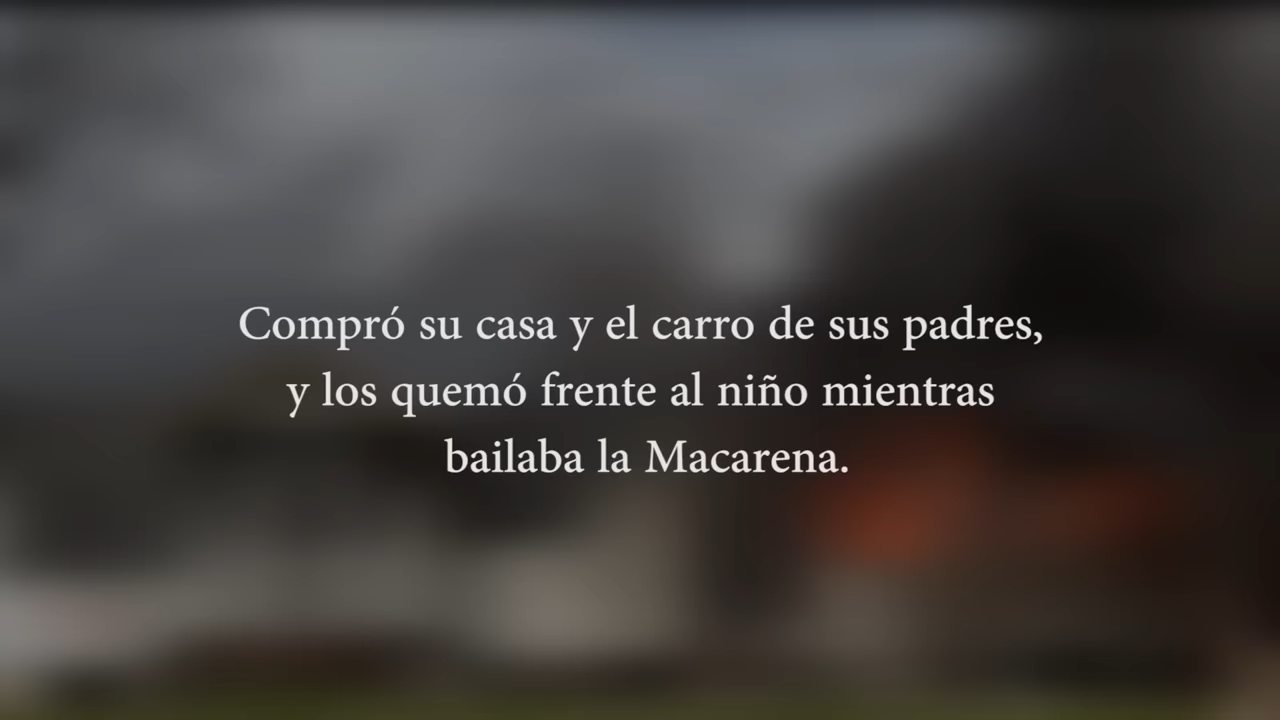 Compró su casa y el carro de sus padres,
y los quemó frente al niño mientras
bailaba la Macarena.